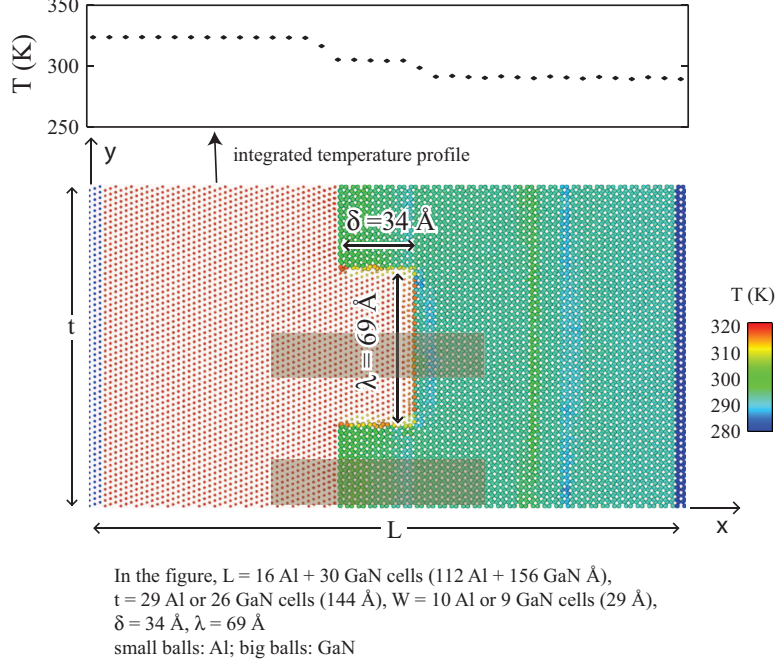 350
T (K)
300
250
y
integrated temperature profile
δ =34 Å
t
λ = 69 Å
T (K)
320
310
300
290
280
L
x
In the figure, L = 16 Al + 30 GaN cells (112 Al + 156 GaN Å),
t = 29 Al or 26 GaN cells (144 Å), W = 10 Al or 9 GaN cells (29 Å),
δ = 34 Å, λ = 69 Å
small balls: Al; big balls: GaN